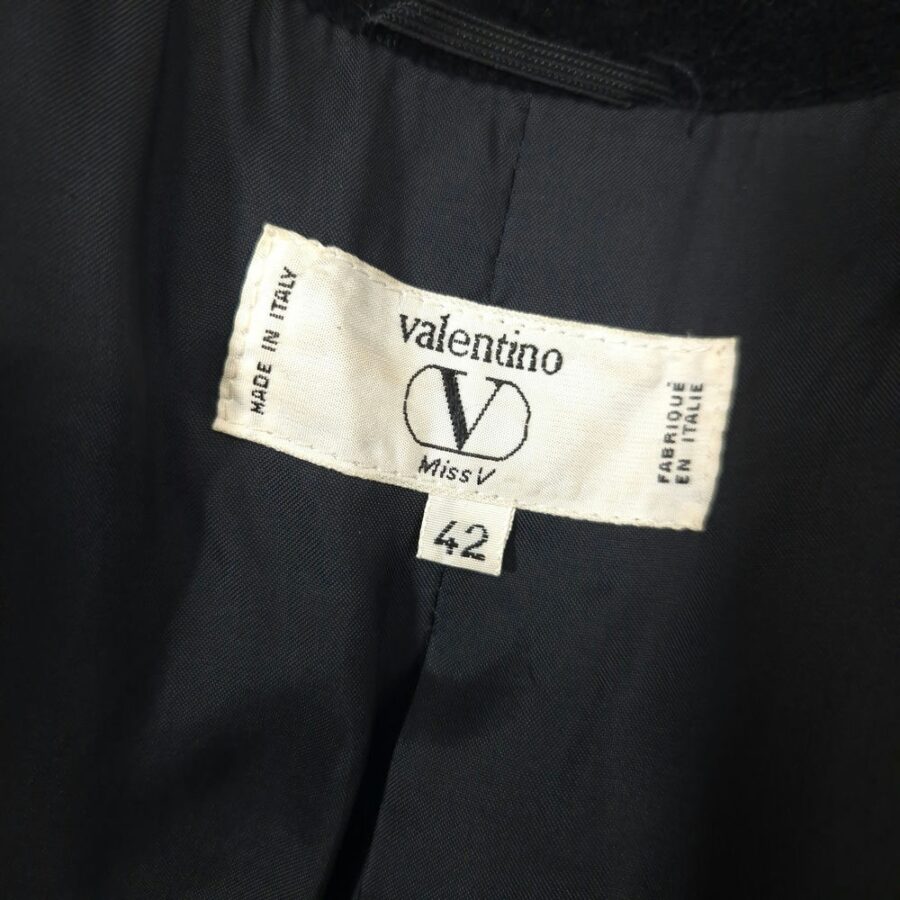 MADE IN ITALY
valentino
V
Miss V
42
FABRIQUÉ
EN ITALIE